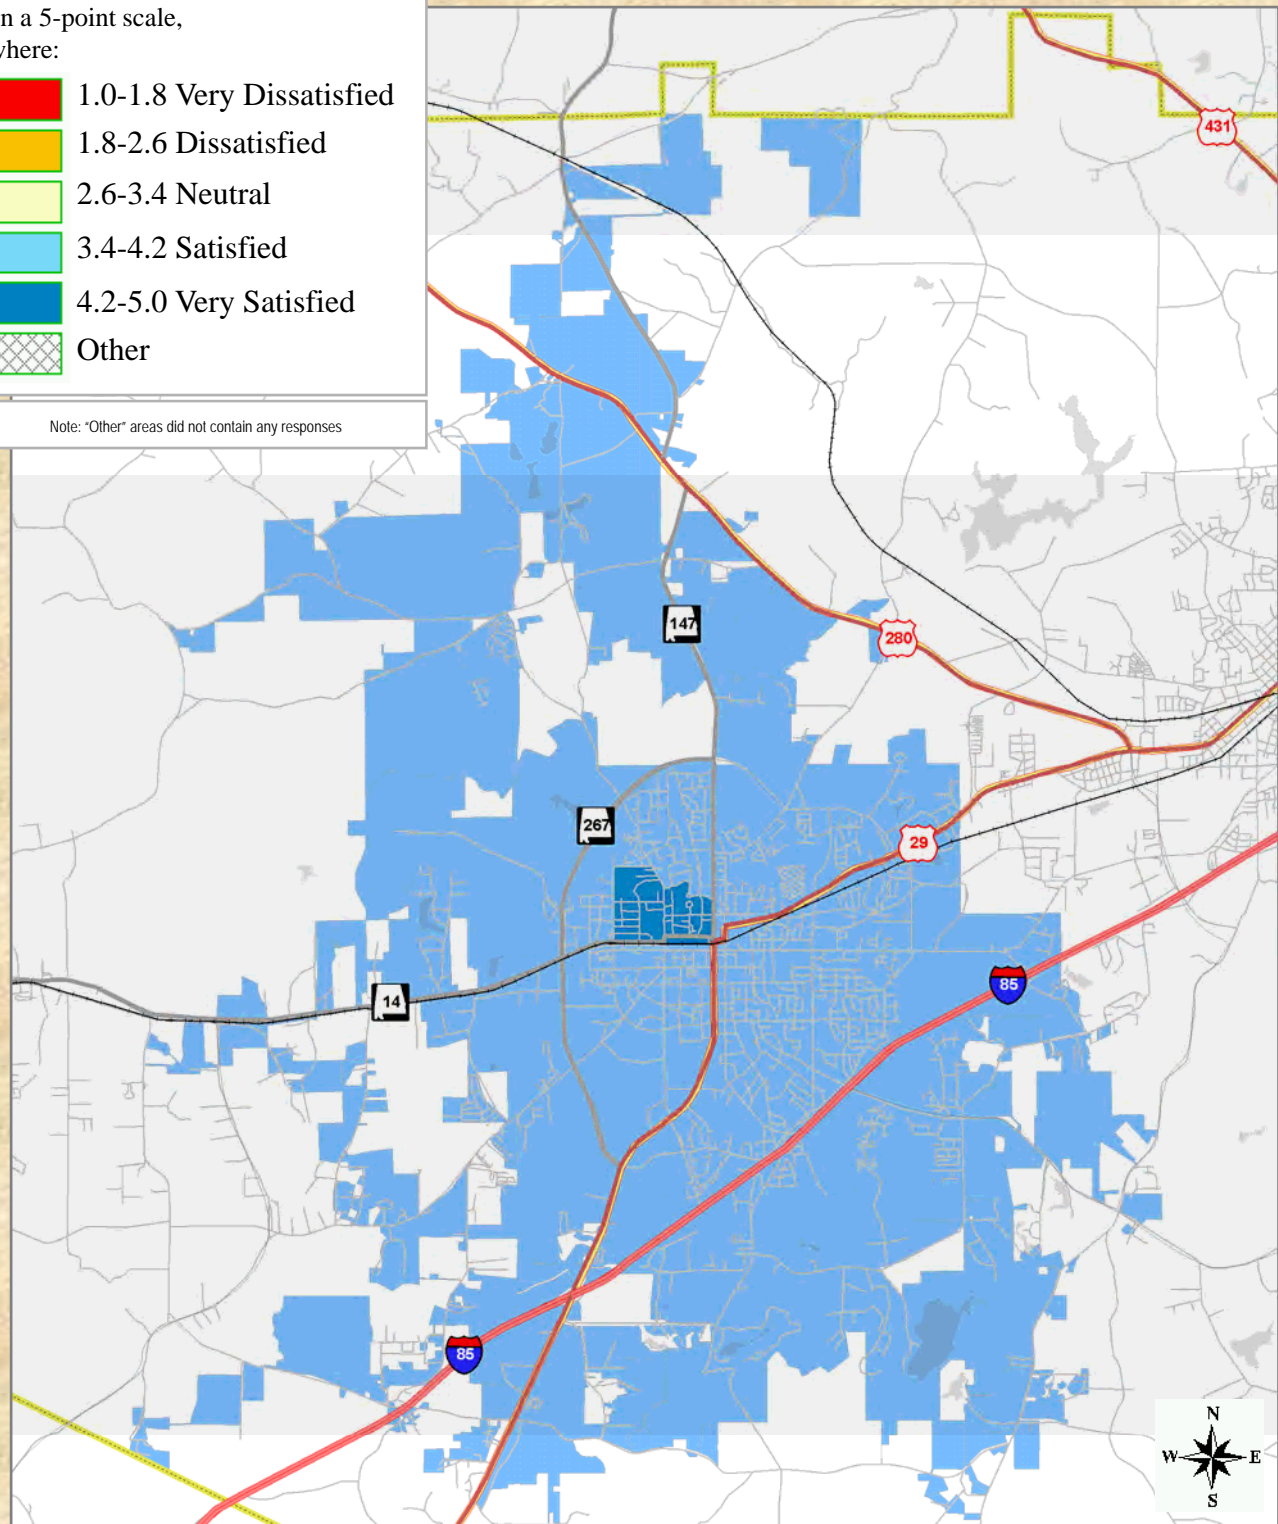 n a 5-point scale,
where:
1.0-1.8 Very Dissatisfied
1.8-2.6 Dissatisfied
2.6-3.4 Neutral
3.4-4.2 Satisfied
4.2-5.0 Very Satisfied
Other
Note: "Other" areas did not contain any responses
431
147
280
267
29
14
85
85
N
W E
S